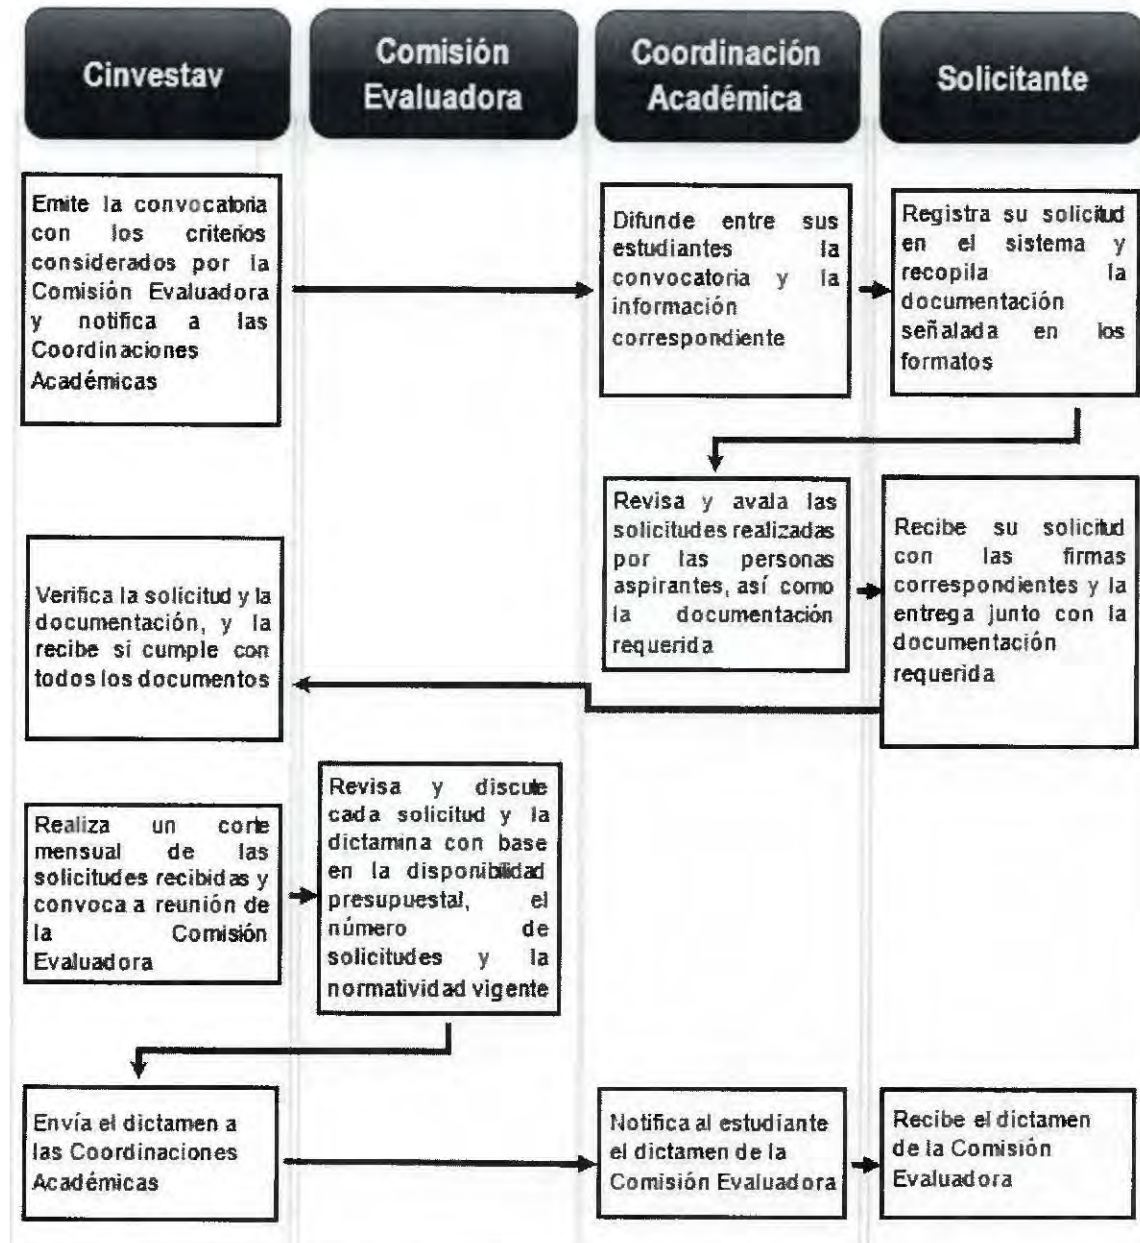 Cinvestav
Comisión
Evaluadora
Coordinación
Académica
Solicitante
Emite la convocatoria
con los criterios
considerados por la
Comisión Evaluadora
y notifica a las
Coordinaciones
Académicas
Difunde entre sus
estudiantes la
convocatoria y la
información
correspondiente
Registra su solicitud
en el sistema y
recopila la
documentación
señalada en los
formatos
Revisa y avala las
solicitudes realizadas
por las personas
aspirantes, así como
la documentación
requerida
Recibe su solicitud
con las firmas
correspondientes y la
entrega junto con la
documentación
requerida
Verifica la solicitud y la
documentación, y la
recibe sí cumple con
todos los documentos
Realiza un corte
mensual de las
solicitudes recibidas y
convoca a reunión de
la Comisión
Evaluadora
Revisa y discute
cada solicitud y la
dictamina con base
en la disponibilidad
presupuestal, el
número de
solicitudes y la
normatividad vigente
Envía el dictamen a
las Coordinaciones
Académicas
Notifica al estudiante
el dictamen de la
Comisión Evaluadora
Recibe el dictamen
de la Comisión
Evaluadora